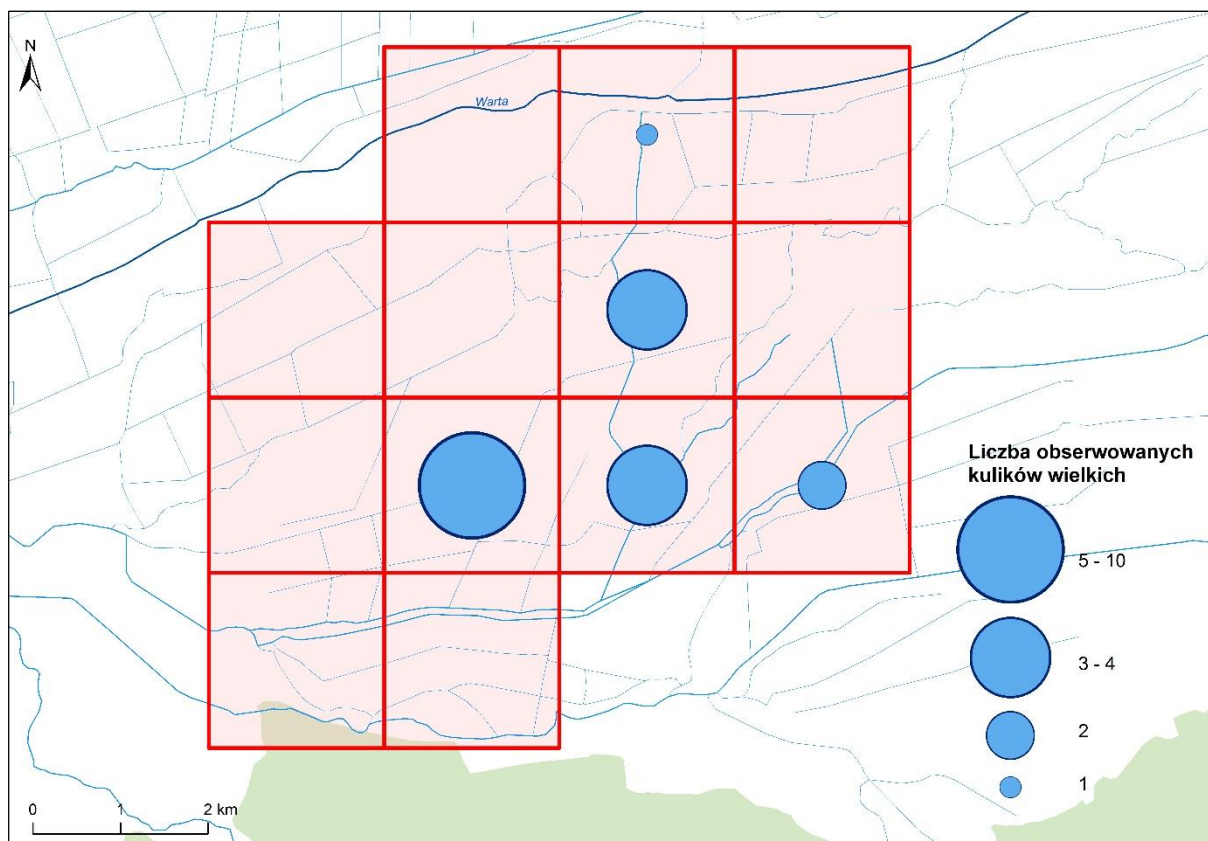 N
Warta
Liczba obserwowanych
kulików wielkich
5 - 10
3 - 4
2
1
0 1 2 km